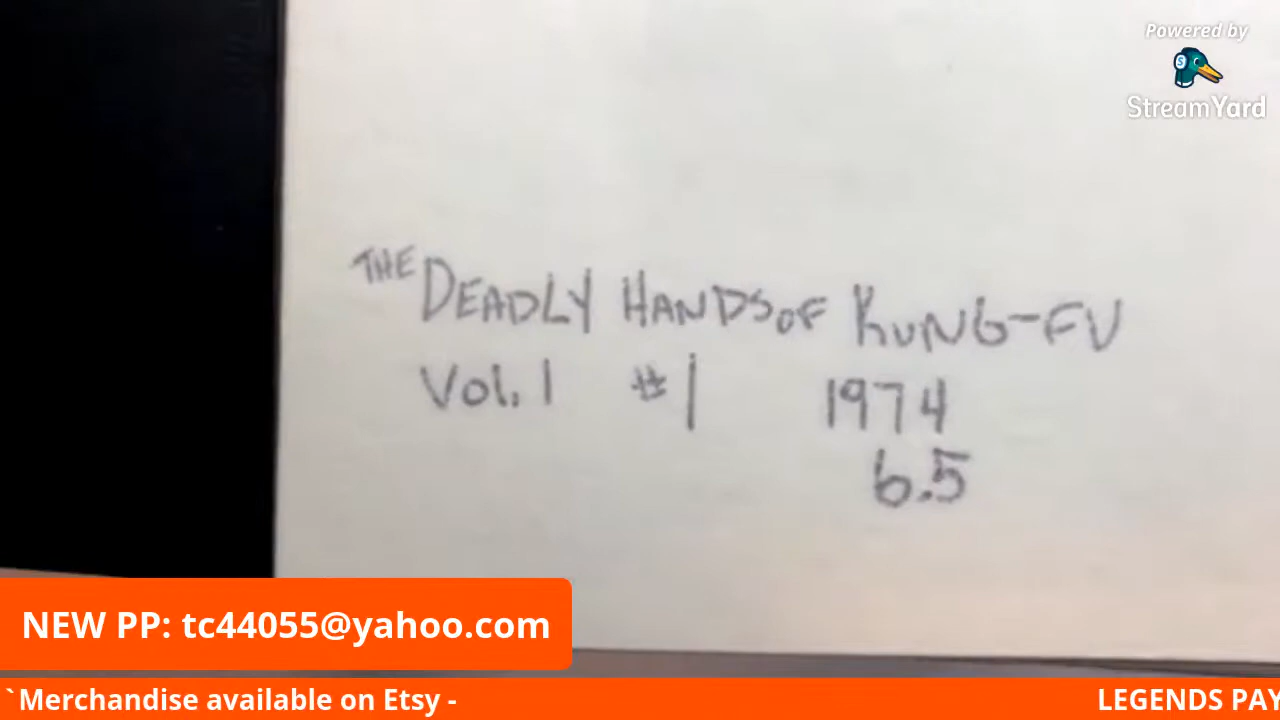 Powered by
StreamYard
THE DEADLY HANDS OF KUNG-FU
VOL. 1 #1 1974
6.5
NEW PP: tc44055@yahoo.com
`Merchandise available on Etsy - LEGENDS PAY